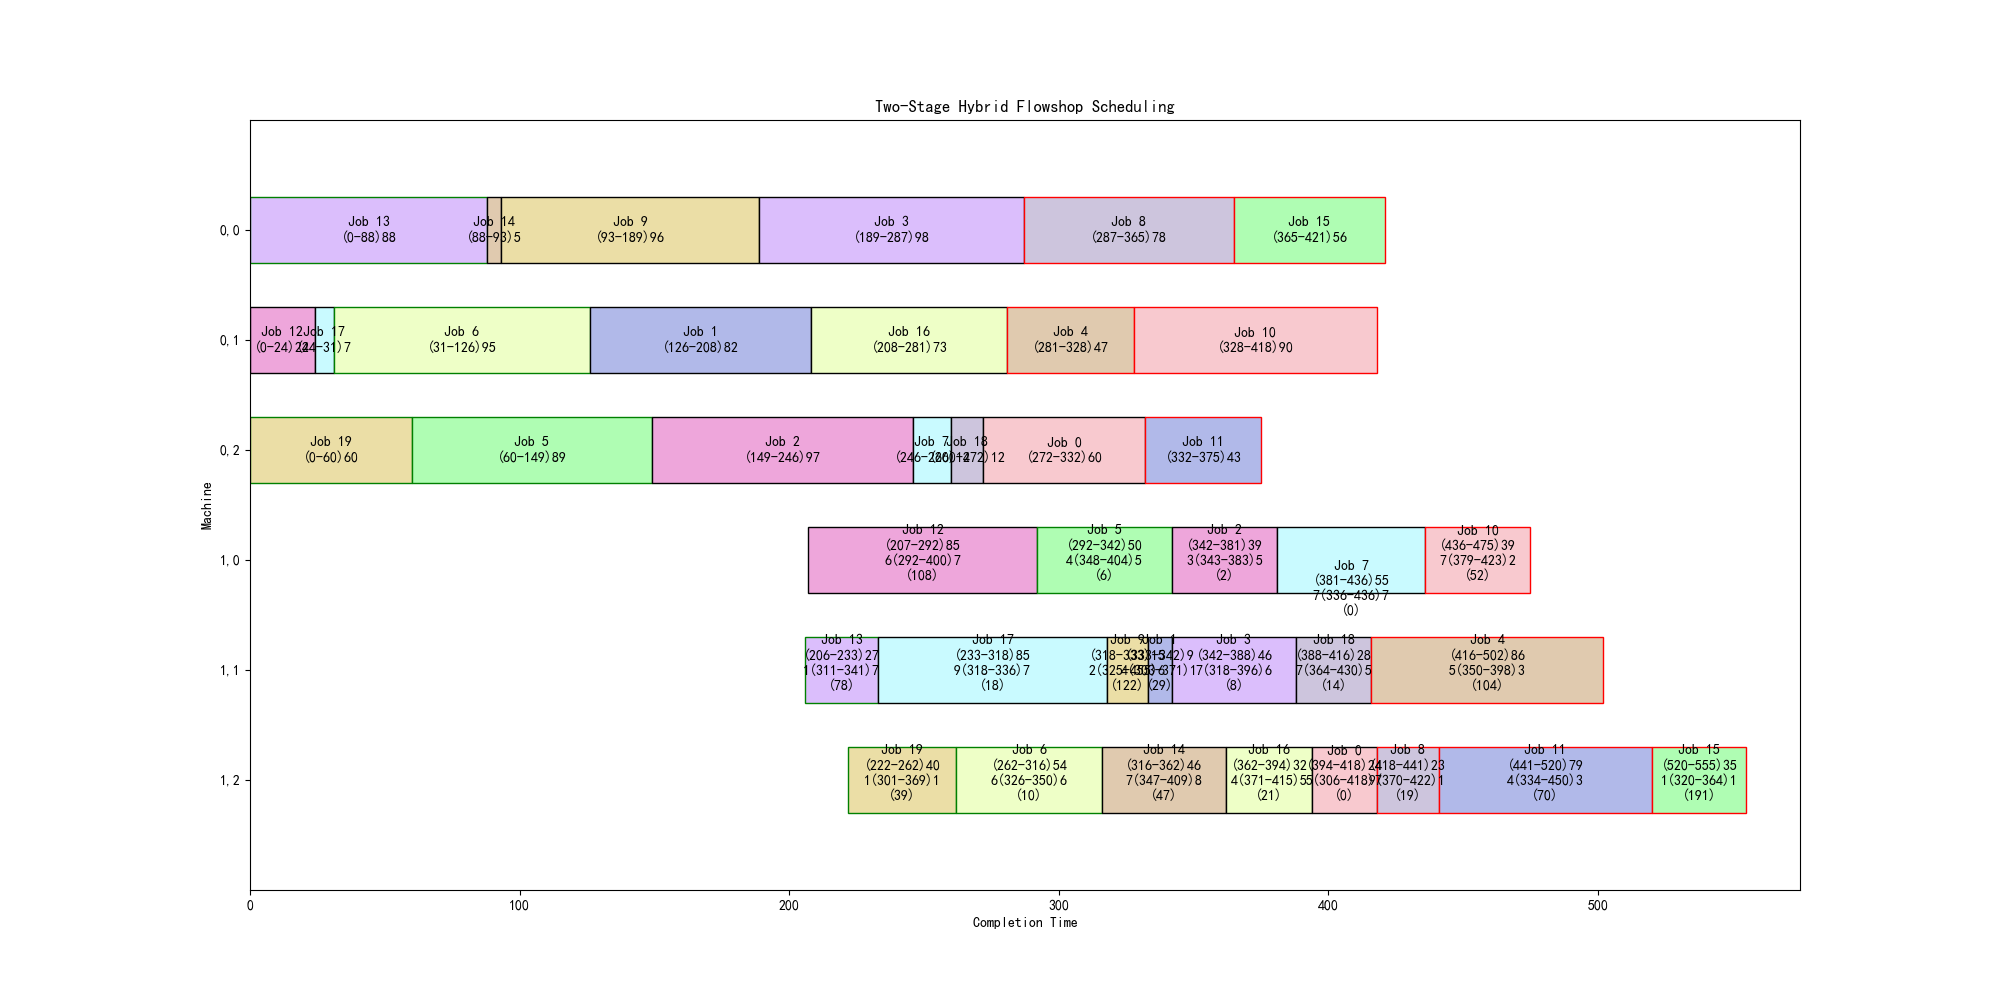 Two-Stage Hybrid Flowshop Scheduling
0,0
Job 13
(0-88)88
Job 14
(88-93)5
Job 9
(93-189)96
Job 3
(189-287)98
Job 8
(287-365)78
Job 15
(365-421)56
0,1
Job 12
(0-24)24
Job 17
(24-31)7
Job 6
(31-126)95
Job 1
(126-208)82
Job 16
(208-281)73
Job 4
(281-328)47
Job 10
(328-418)90
0,2
Job 19
(0-60)60
Job 5
(60-149)89
Job 2
(149-246)97
Job 7
(246-260)14
Job 18
(260-272)12
Job 0
(272-332)60
Job 11
(332-375)43
1,0
Job 12
(207-292)85
6(292-400)7
(108)
Job 5
(292-342)50
4(348-404)5
(6)
Job 2
(342-381)39
3(343-383)5
(2)
Job 7
(381-436)55
7(336-436)7
(0)
Job 10
(436-475)39
7(379-423)2
(52)
1,1
Job 13
(206-233)27
1(311-341)7
(78)
Job 17
(233-318)85
9(318-336)7
(18)
Job 9
(318-333)15
(122)
Job 1
(333-342)9
(29)
Job 3
(342-388)46
7(318-396)6
(8)
Job 18
(388-416)28
7(364-430)5
(14)
Job 4
(416-502)86
5(350-398)3
(104)
1,2
Job 19
(222-262)40
1(301-369)1
(39)
Job 6
(262-316)54
6(326-350)6
(10)
Job 14
(316-362)46
7(347-409)8
(47)
Job 16
(362-394)32
4(371-415)5
(21)
Job 0
(394-418)24
5(306-418)9
(0)
Job 8
(418-441)23
7(370-422)1
(19)
Job 11
(441-520)79
4(334-450)3
(70)
Job 15
(520-555)35
1(320-364)1
(191)
Machine
0
100
200
300
400
500
Completion Time